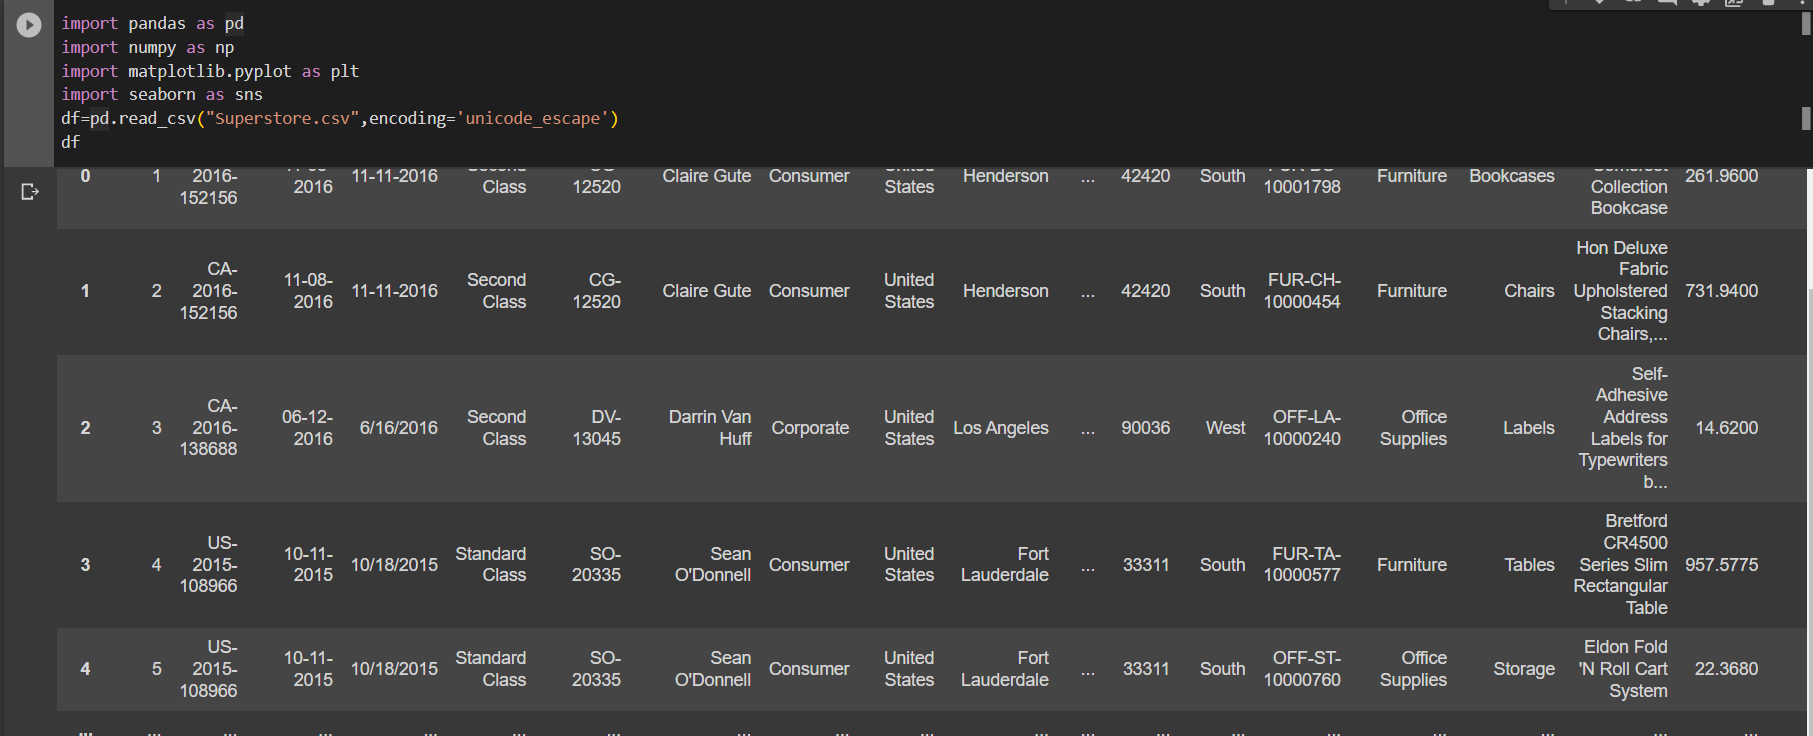 import pandas as pd
import numpy as np
import matplotlib.pyplot as plt
import seaborn as sns
df=pd.read_csv("Superstore.csv",encoding='unicode_escape')
df
0 1 2016-152156 2016 11-11-2016 Class 12520 Claire Gute Consumer States Henderson ... 42420 South 10001798 Furniture Bookcases Collection Bookcase 261.9600
1 2 CA-2016-152156 11-08-2016 11-11-2016 Second Class CG-12520 Claire Gute Consumer United States Henderson ... 42420 South FUR-CH-10000454 Furniture Chairs Hon Deluxe Fabric Upholstered Stacking Chairs,... 731.9400
2 3 CA-2016-138688 06-12-2016 6/16/2016 Second Class DV-13045 Darrin Van Huff Corporate United States Los Angeles ... 90036 West OFF-LA-10000240 Office Supplies Labels Self-Adhesive Address Labels for Typewriters b... 14.6200
3 4 US-2015-108966 10-11-2015 10/18/2015 Standard Class SO-20335 Sean O'Donnell Consumer United States Fort Lauderdale ... 33311 South FUR-TA-10000577 Furniture Tables Bretford CR4500 Series Slim Rectangular Table 957.5775
4 5 US-2015-108966 10-11-2015 10/18/2015 Standard Class SO-20335 Sean O'Donnell Consumer United States Fort Lauderdale ... 33311 South OFF-ST-10000760 Office Supplies Storage Eldon Fold 'N Roll Cart System 22.3680
... ... ... ... ... ... ... ... ... ... ... ... ... ... ... ... ... ... ...